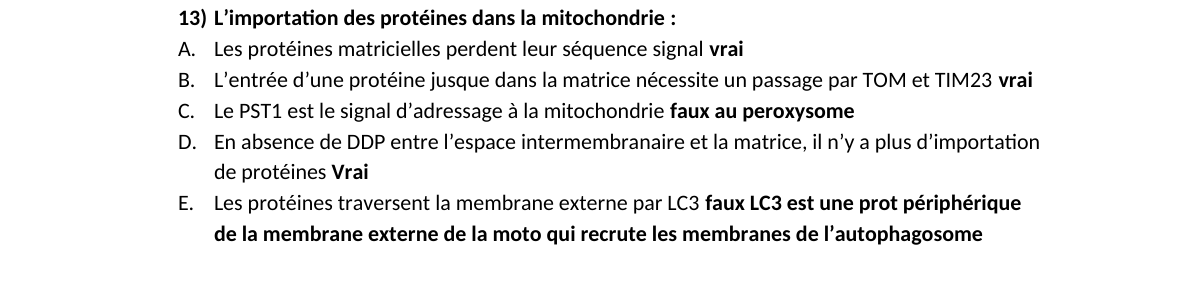 13) L’importation des protéines dans la mitochondrie :
A. Les protéines matricielles perdent leur séquence signal vrai
B. L’entrée d’une protéine jusque dans la matrice nécessite un passage par TOM et TIM23 vrai
C. Le PST1 est le signal d’adressage à la mitochondrie faux au peroxysome
D. En absence de DDP entre l’espace intermembranaire et la matrice, il n’y a plus d’importation
de protéines Vrai
E. Les protéines traversent la membrane externe par LC3 faux LC3 est une prot périphérique
de la membrane externe de la moto qui recrute les membranes de l’autophagosome